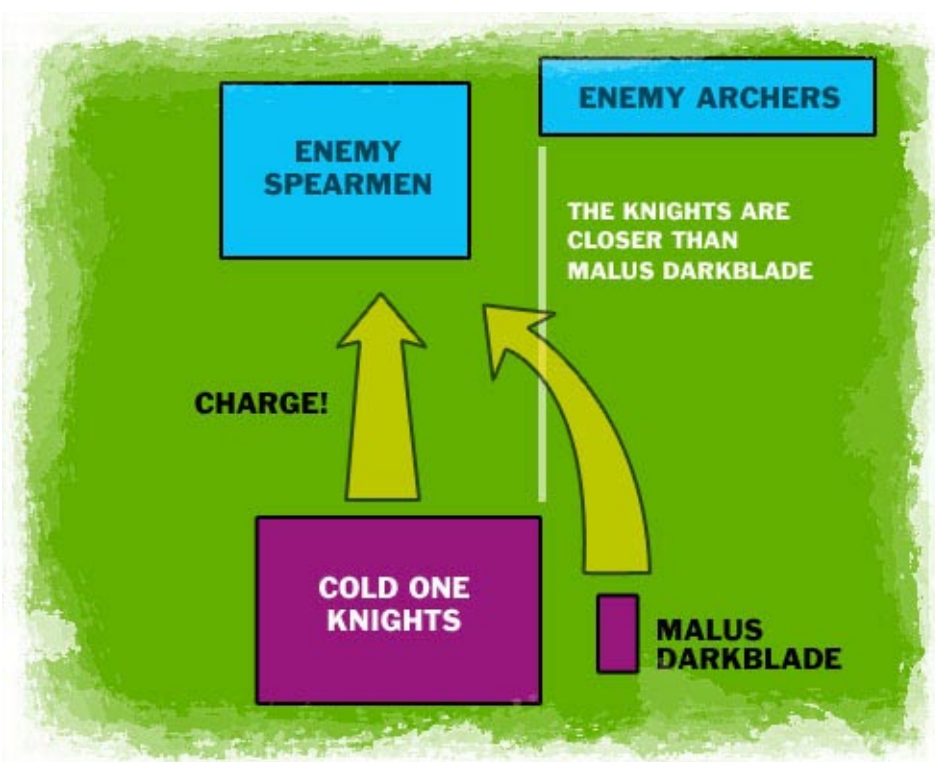 ENEMY
SPEARMEN
ENEMY ARCHERS
THE KNIGHTS ARE
CLOSER THAN
MALUS DARKBLADE
CHARGE!
COLD ONE
KNIGHTS
MALUS
DARKBLADE